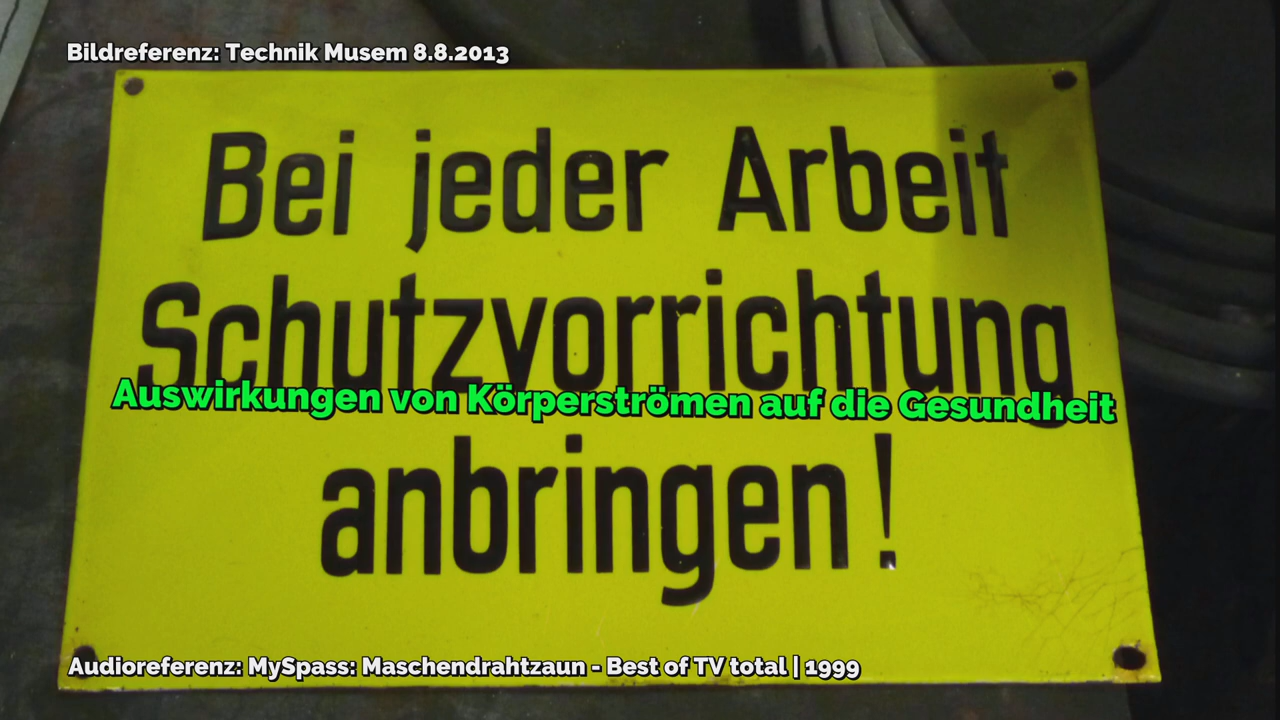 Bildreferenz: Technik Musem 8.8.2013
Bei jeder Arbeit
Schutzvorrichtung
Auswirkungen von Körperströmen auf die Gesundheit
anbringen!
Audioreferenz: MySpass: Maschendrahtzaun - Best of TV total | 1999